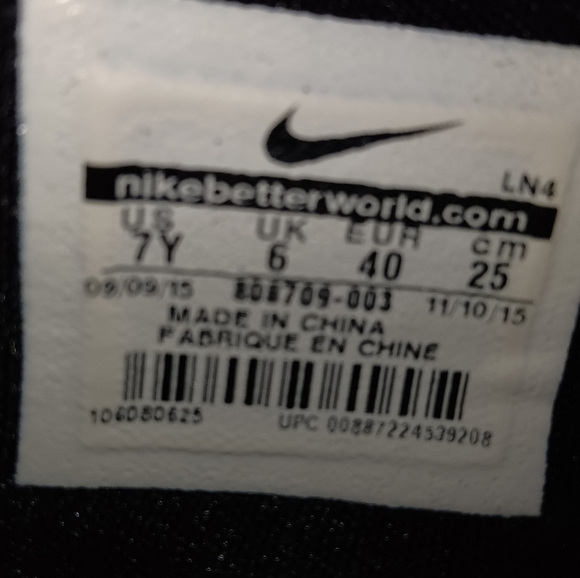 LN4
nikebetterworld.com
US UK EUR cm
7Y 6 40 25
09/09/15 808709-003 11/10/15
MADE IN CHINA
FABRIQUE EN CHINE
106080625 UPC 00887224539208